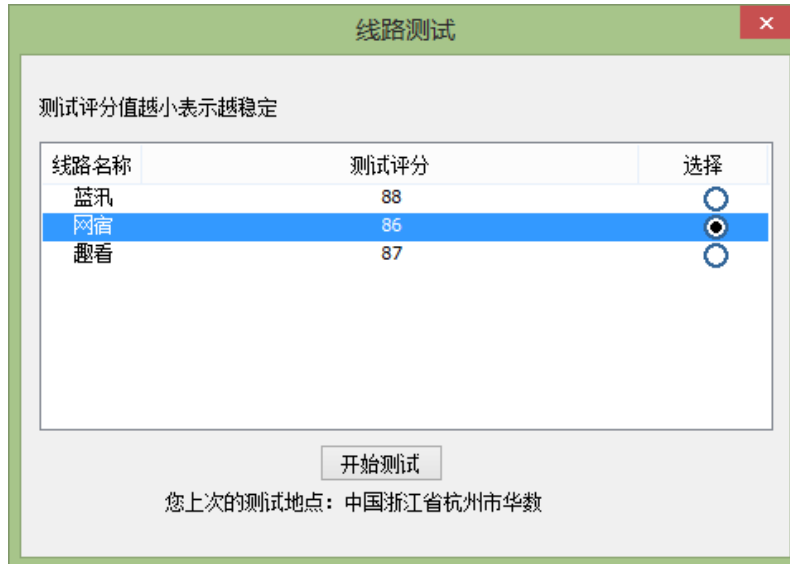 线路测试
测试评分值越小表示越稳定
线路名称 测试评分 选择
蓝汛 88
网宿 86
趣看 87
开始测试
您上次的测试地点：中国浙江省杭州市华数